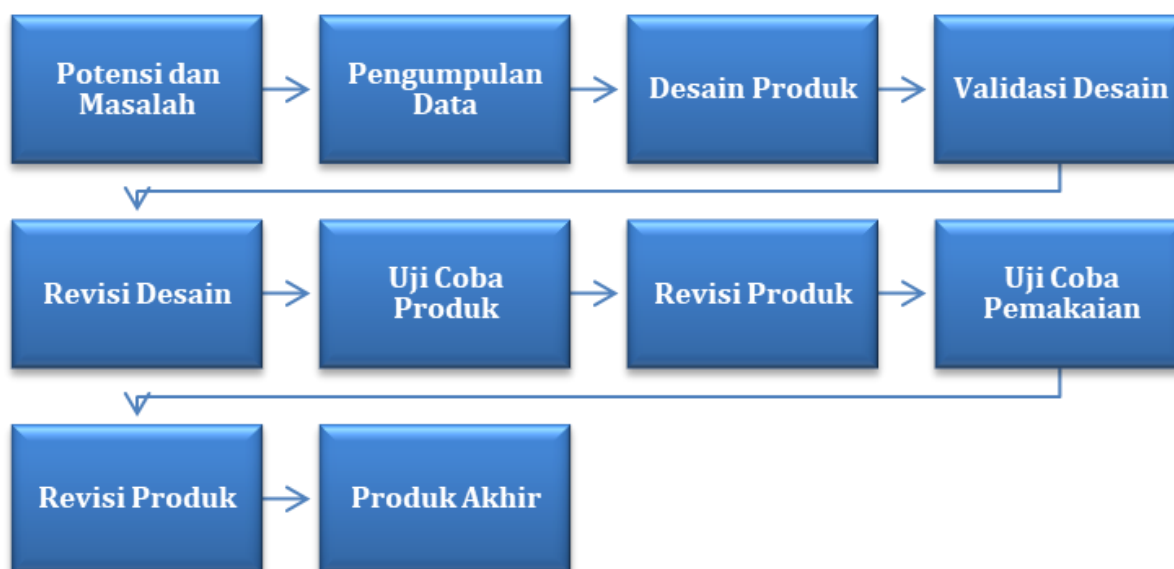 Potensi dan
Masalah
Pengumpulan
Data
Desain Produk
Validasi Desain
Revisi Desain
Uji Coba
Produk
Revisi Produk
Uji Coba
Pemakaian
Revisi Produk
Produk Akhir